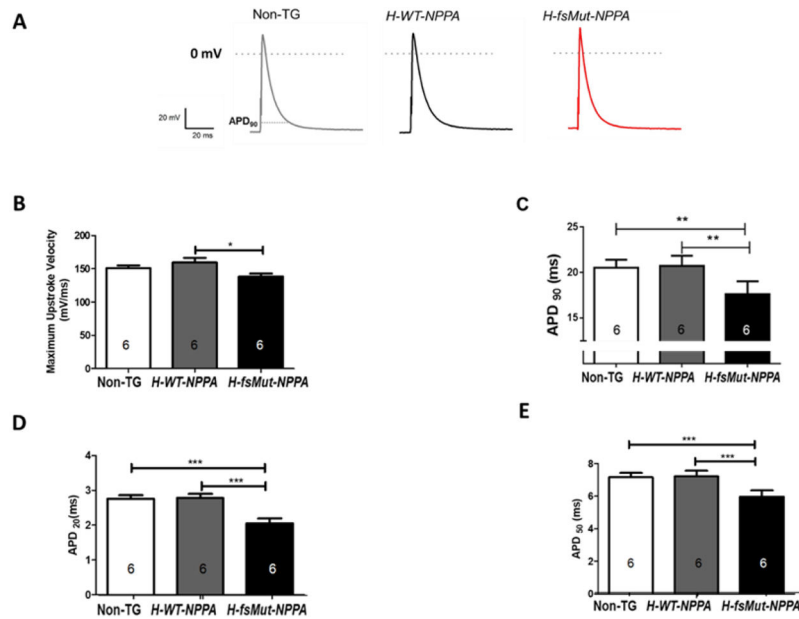 A
Non-TG
H-WT-NPPA
H-fsMut-NPPA
0 mV
20 mV
20 ms
APD90
B
Maximum Upstroke Velocity
(mV/ms)
200
150
100
50
0
*
6
6
6
Non-TG
H-WT-NPPA
H-fsMut-NPPA
C
APD 90 (ms)
25
20
15
**
**
6
6
6
Non-TG
H-WT-NPPA
H-fsMut-NPPA
D
APD 20 (ms)
4
3
2
1
0
***
***
6
6
6
Non-TG
H-WT-NPPA
H-fsMut-NPPA
E
APD 50 (ms)
8
6
4
2
0
***
***
6
6
6
Non-TG
H-WT-NPPA
H-fsMut-NPPA